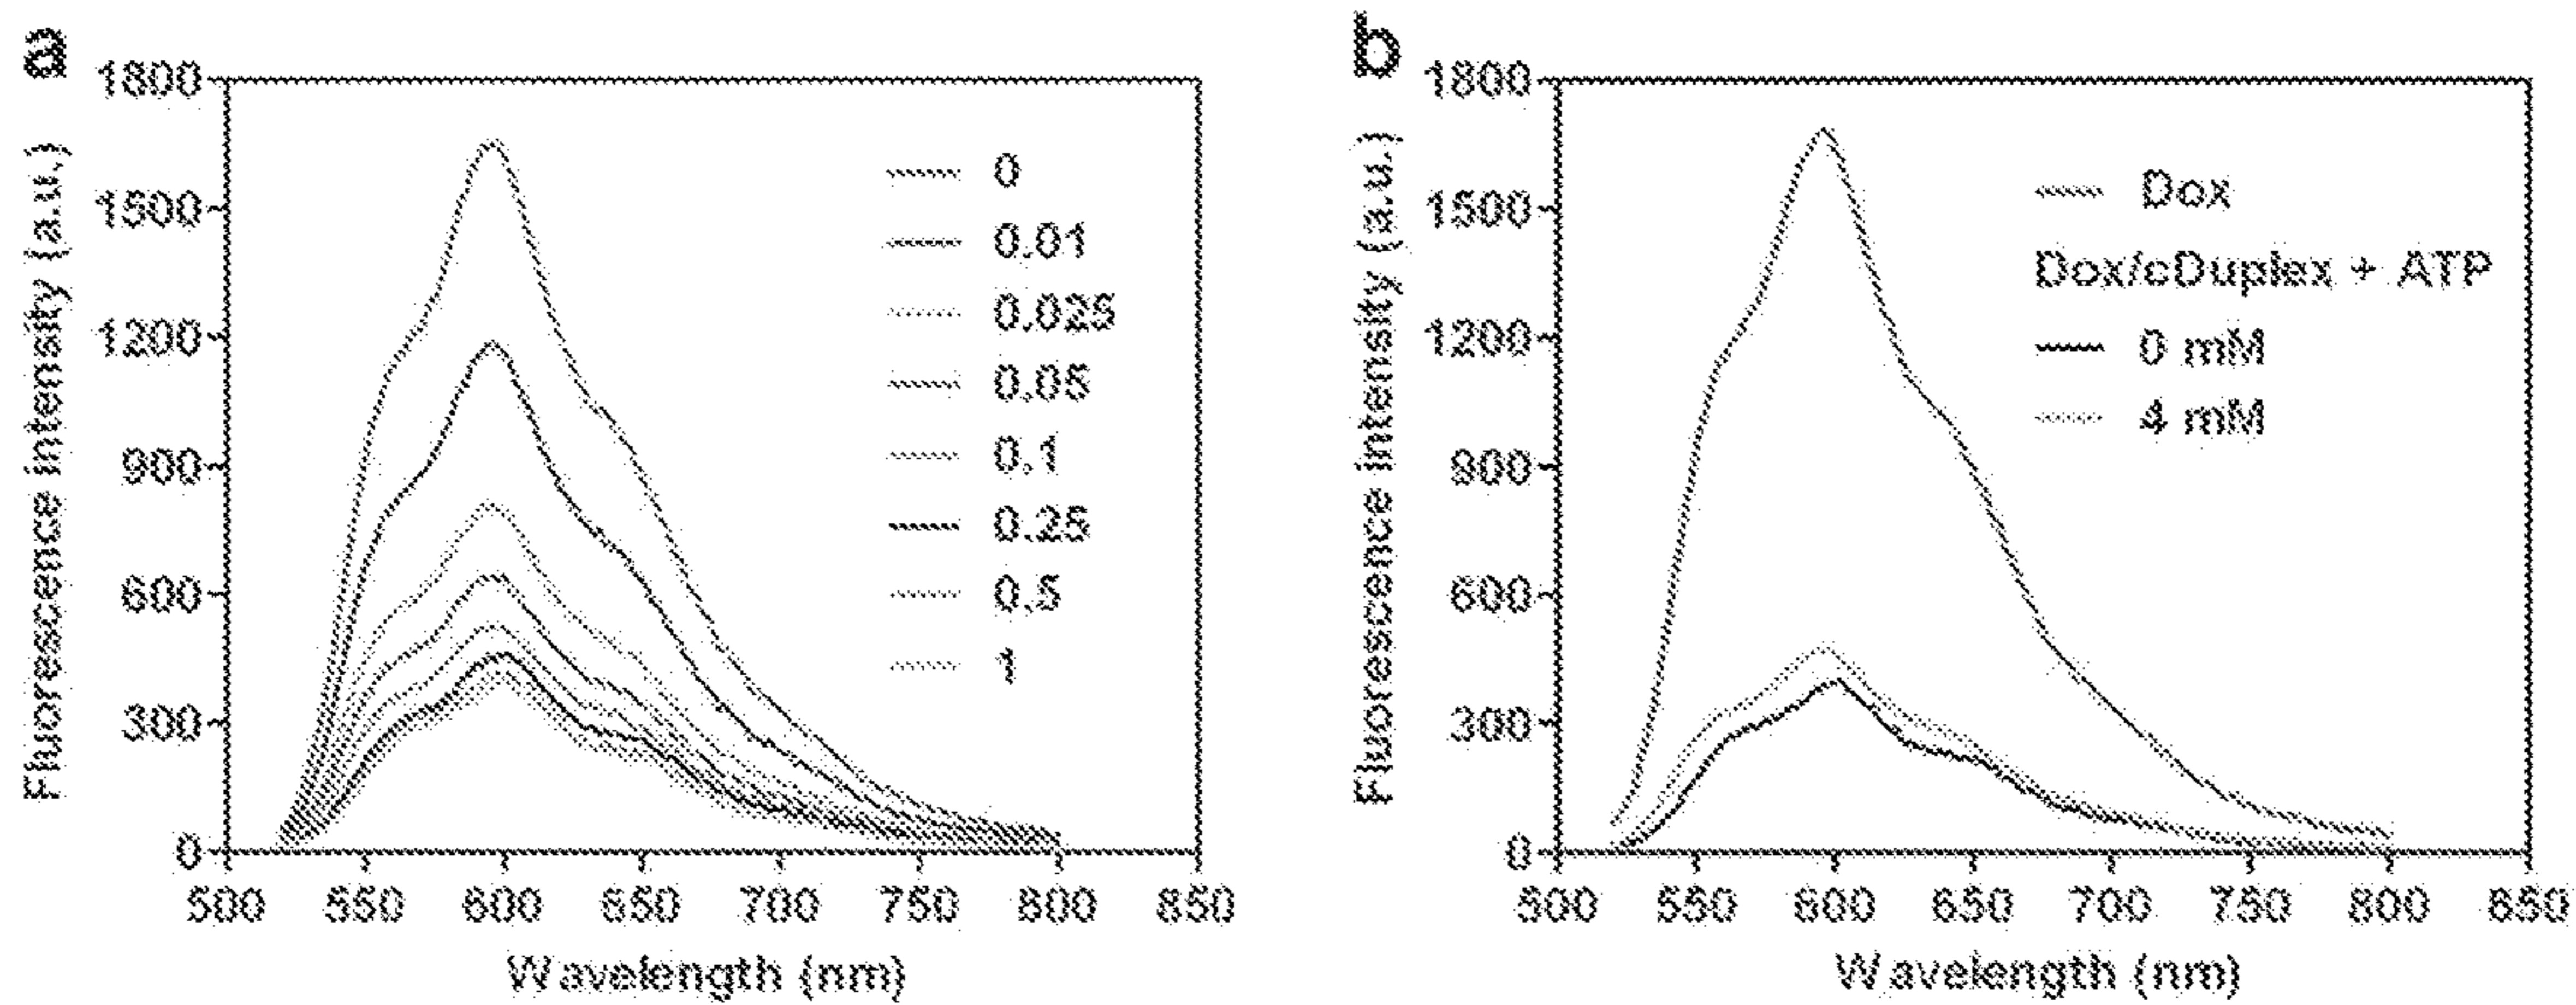 a
Fluorescence intensity (a.u.)
1800
1500
1200
900
600
300
0
500 550 600 650 700 750 800 850
Wavelength (nm)
0
0.01
0.025
0.05
0.1
0.25
0.5
1
b
Fluorescence intensity (a.u.)
1800
1500
1200
900
600
300
0
500 550 600 650 700 750 800 850
Wavelength (nm)
Dox
Dox/cDuplex + ATP
0 mM
4 mM